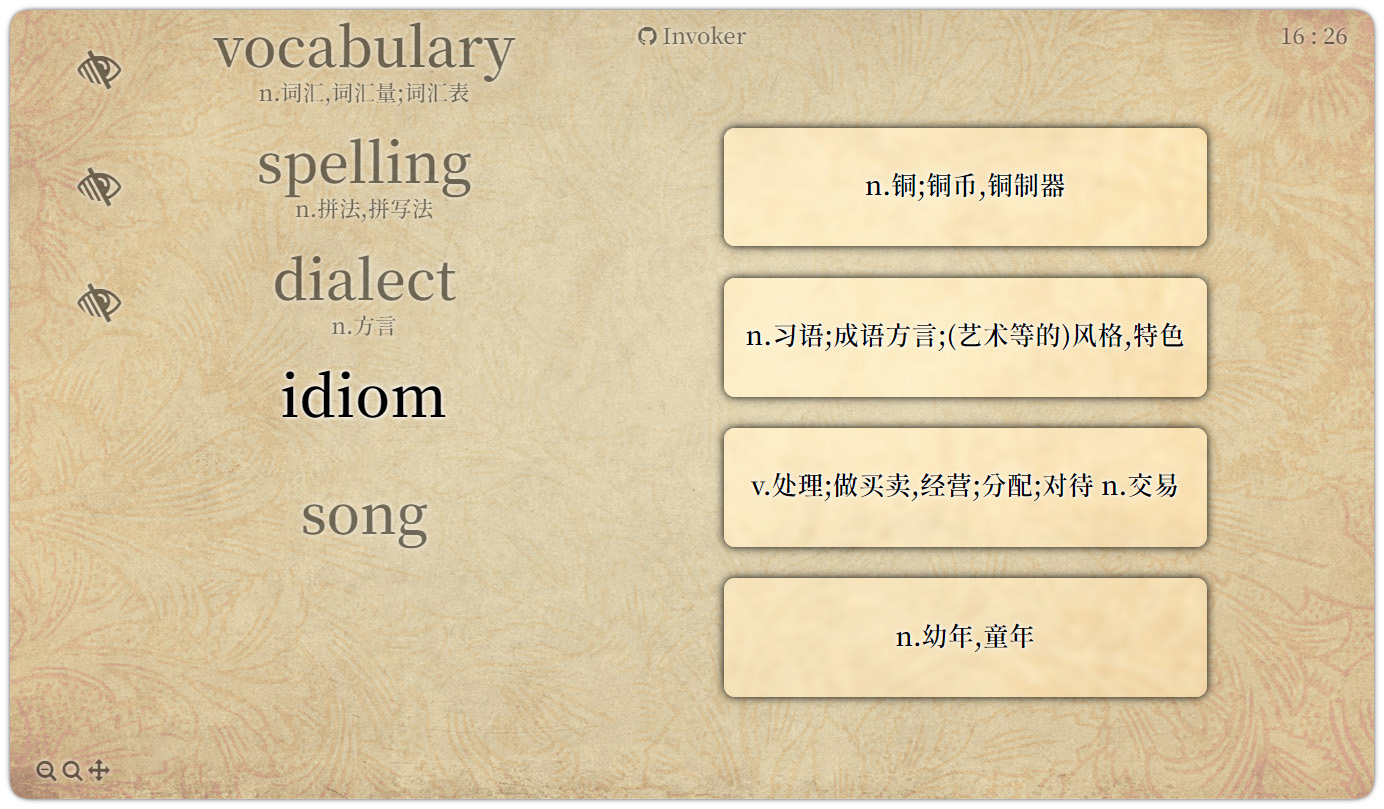 vocabulary
n.词汇,词汇量;词汇表
spelling
n.拼法,拼写法
dialect
n.方言
idiom
song
Invoker
16 : 26
n.铜;铜币,铜制器
n.习语;成语方言;(艺术等的)风格,特色
v.处理;做买卖,经营;分配;对待 n.交易
n.幼年,童年